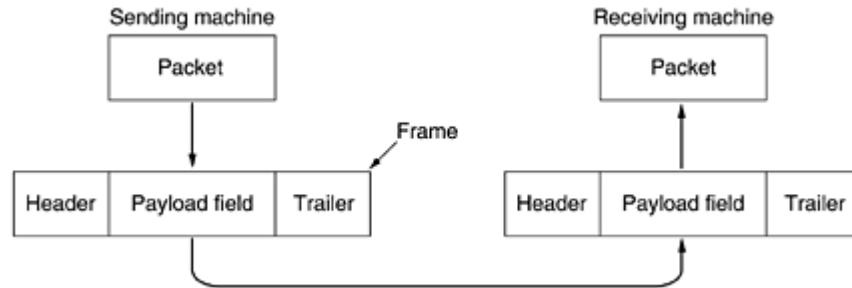 Sending machine
Receiving machine
Packet
Packet
Frame
Header
Payload field
Trailer
Header
Payload field
Trailer